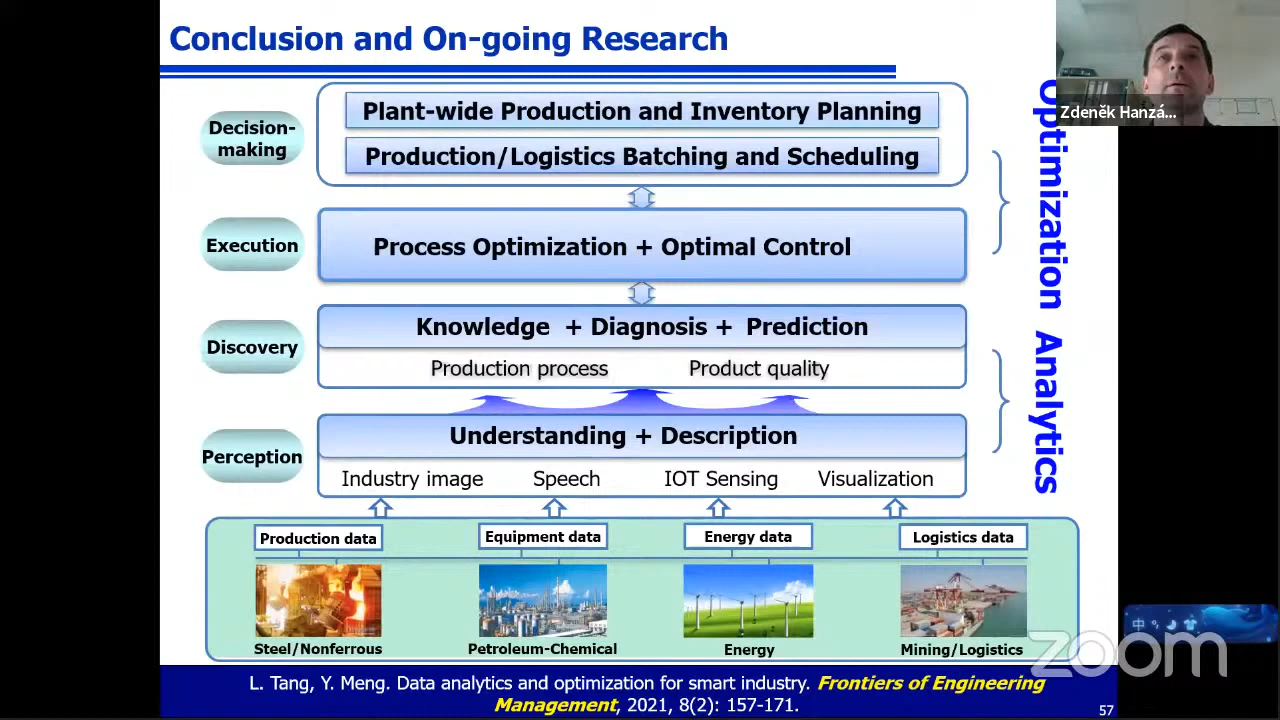 Conclusion and On-going Research
Zdeněk Hanzá...
Decision-
making
Plant-wide Production and Inventory Planning
Production/Logistics Batching and Scheduling
Execution
Process Optimization + Optimal Control
Optimization
Discovery
Knowledge + Diagnosis + Prediction
Production process Product quality
Analytics
Perception
Understanding + Description
Industry image Speech IOT Sensing Visualization
Production data Equipment data Energy data Logistics data
Steel/Nonferrous Petroleum-Chemical Energy Mining/Logistics
中
zoom
L. Tang, Y. Meng. Data analytics and optimization for smart industry. Frontiers of Engineering
Management, 2021, 8(2): 157-171.
57